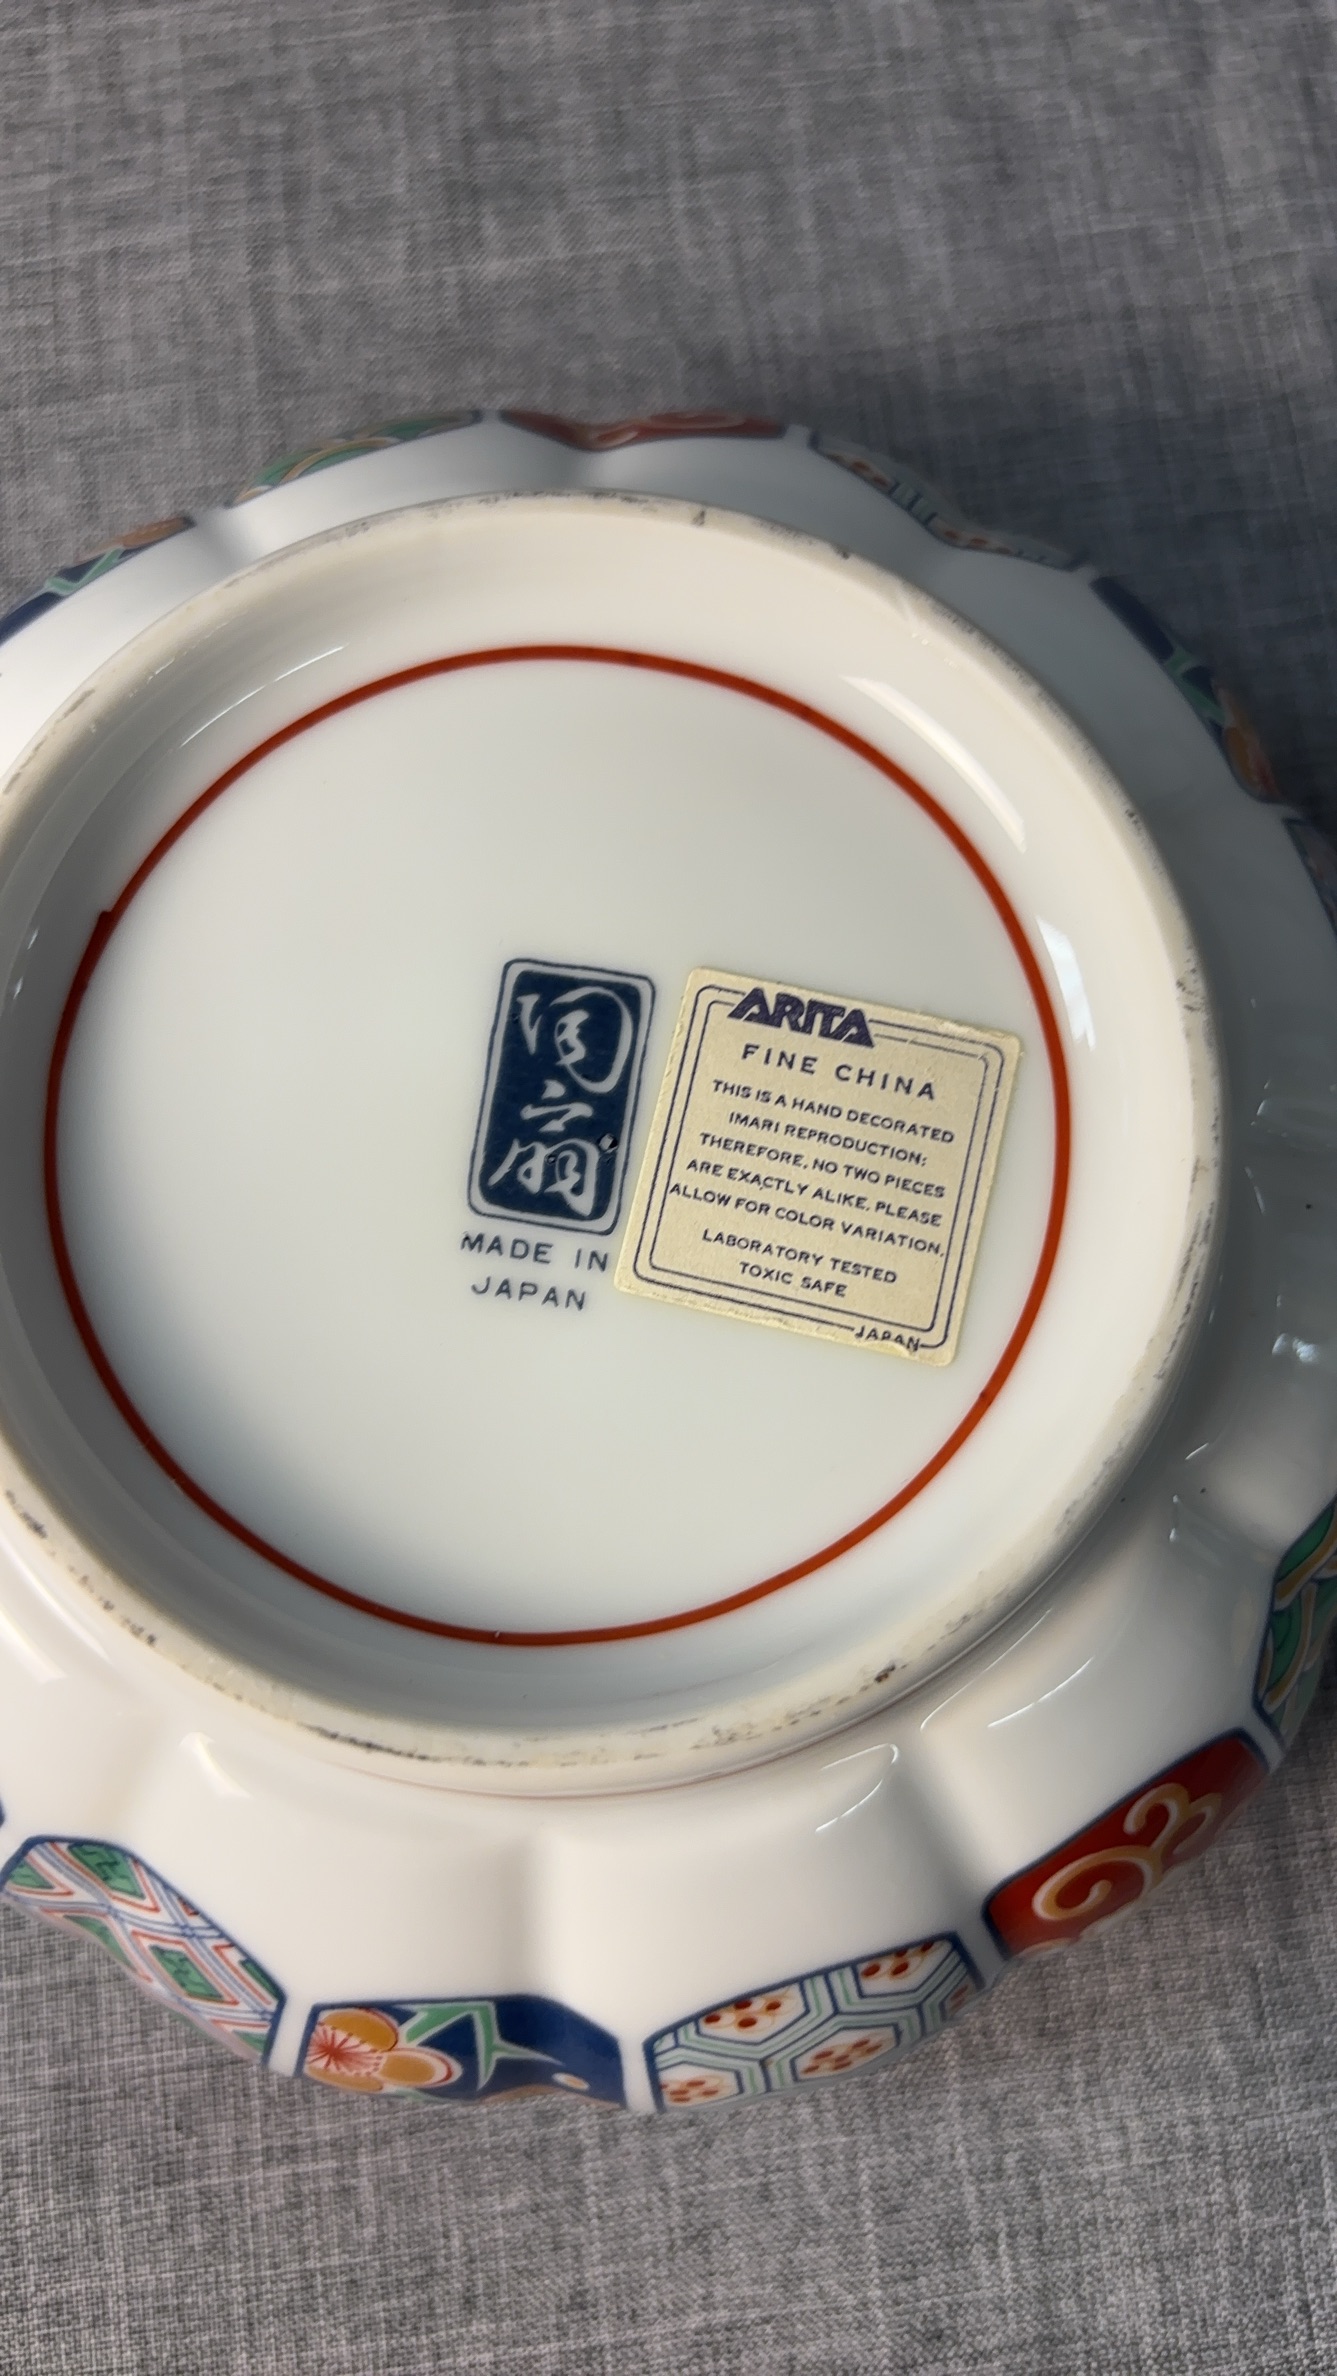 MADE IN
JAPAN
ARITA
FINE CHINA
THIS IS A HAND DECORATED
IMARI REPRODUCTION;
THEREFORE, NO TWO PIECES
ARE EXACTLY ALIKE, PLEASE
ALLOW FOR COLOR VARIATION.
LABORATORY TESTED
TOXIC SAFE
JAPAN